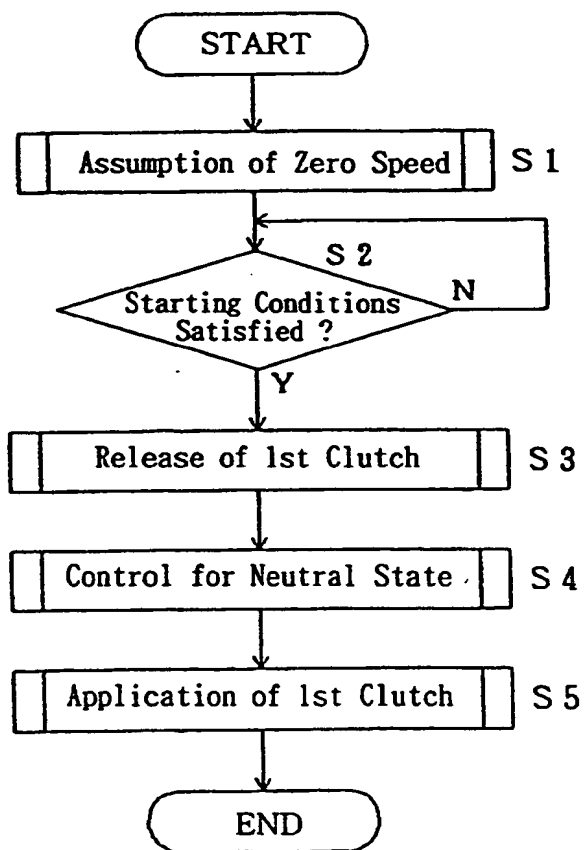 START
Assumption of Zero Speed
S 1
S 2
Starting Conditions
Satisfied ?
N
Y
Release of 1st Clutch
S 3
Control for Neutral State
S 4
Application of 1st Clutch
S 5
END